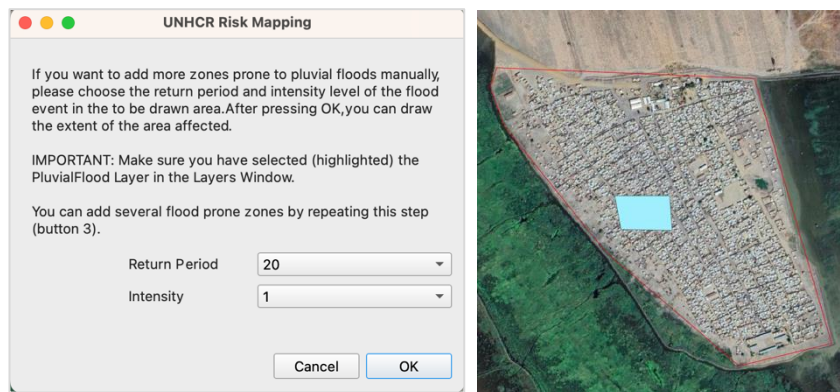 UNHCR Risk Mapping
If you want to add more zones prone to pluvial floods manually,
please choose the return period and intensity level of the flood
event in the to be drawn area.After pressing OK,you can draw
the extent of the area affected.
IMPORTANT: Make sure you have selected (highlighted) the
PluvialFlood Layer in the Layers Window.
You can add several flood prone zones by repeating this step
(button 3).
Return Period 20
Intensity 1
Cancel OK